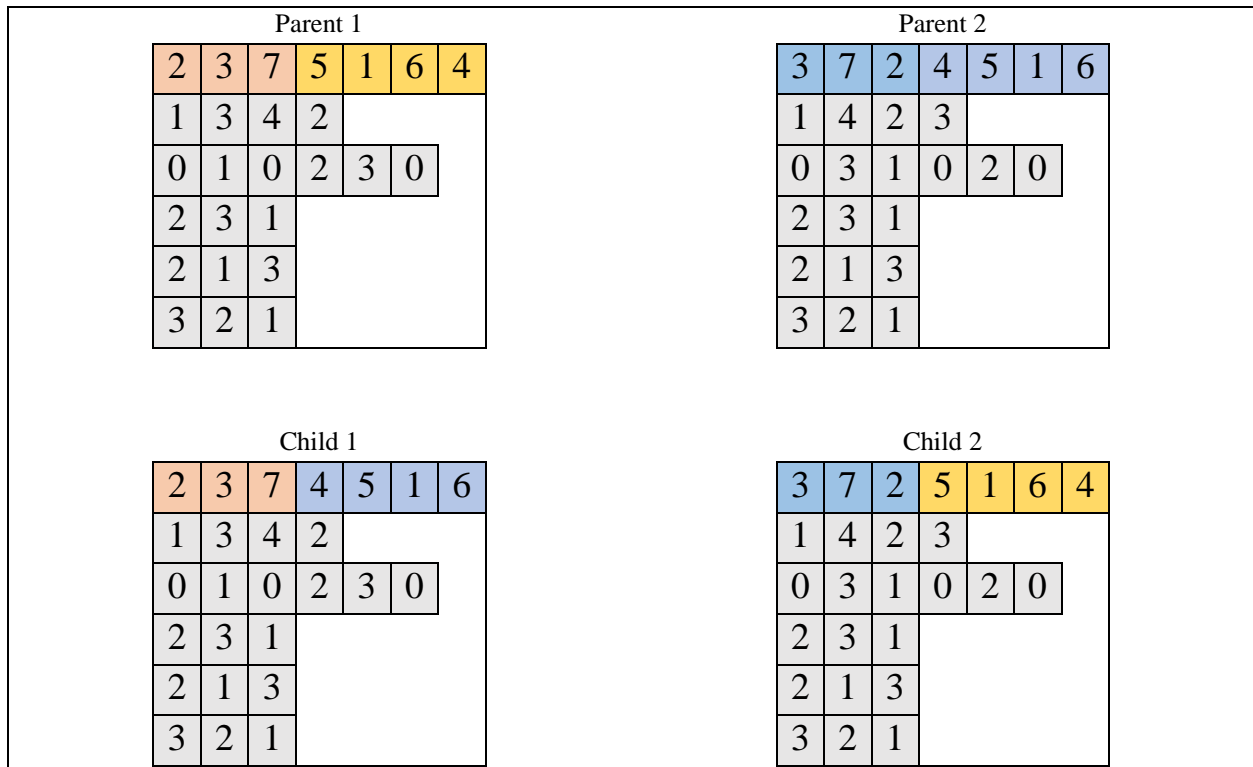 Parent 1 Parent 2
2 3 7 5 1 6 4 3 7 2 4 5 1 6
1 3 4 2 1 4 2 3
0 1 0 2 3 0 0 3 1 0 2 0
2 3 1 2 3 1
2 1 3 2 1 3
3 2 1 3 2 1
Child 1 Child 2
2 3 7 4 5 1 6 3 7 2 5 1 6 4
1 3 4 2 1 4 2 3
0 1 0 2 3 0 0 3 1 0 2 0
2 3 1 2 3 1
2 1 3 2 1 3
3 2 1 3 2 1